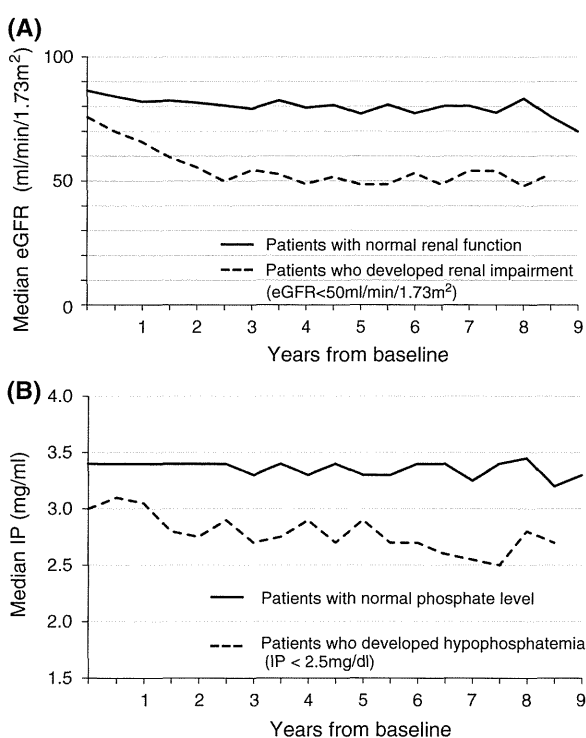 (A)
Median eGFR (ml/min/1.73m²)
100
50
0
Patients with normal renal function
Patients who developed renal impairment
(eGFR<50ml/min/1.73m²)
1 2 3 4 5 6 7 8 9
Years from baseline
(B)
Median IP (mg/ml)
4.0
3.5
3.0
2.5
2.0
1.5
Patients with normal phosphate level
Patients who developed hypophosphatemia
(IP < 2.5mg/dl)
1 2 3 4 5 6 7 8 9
Years from baseline